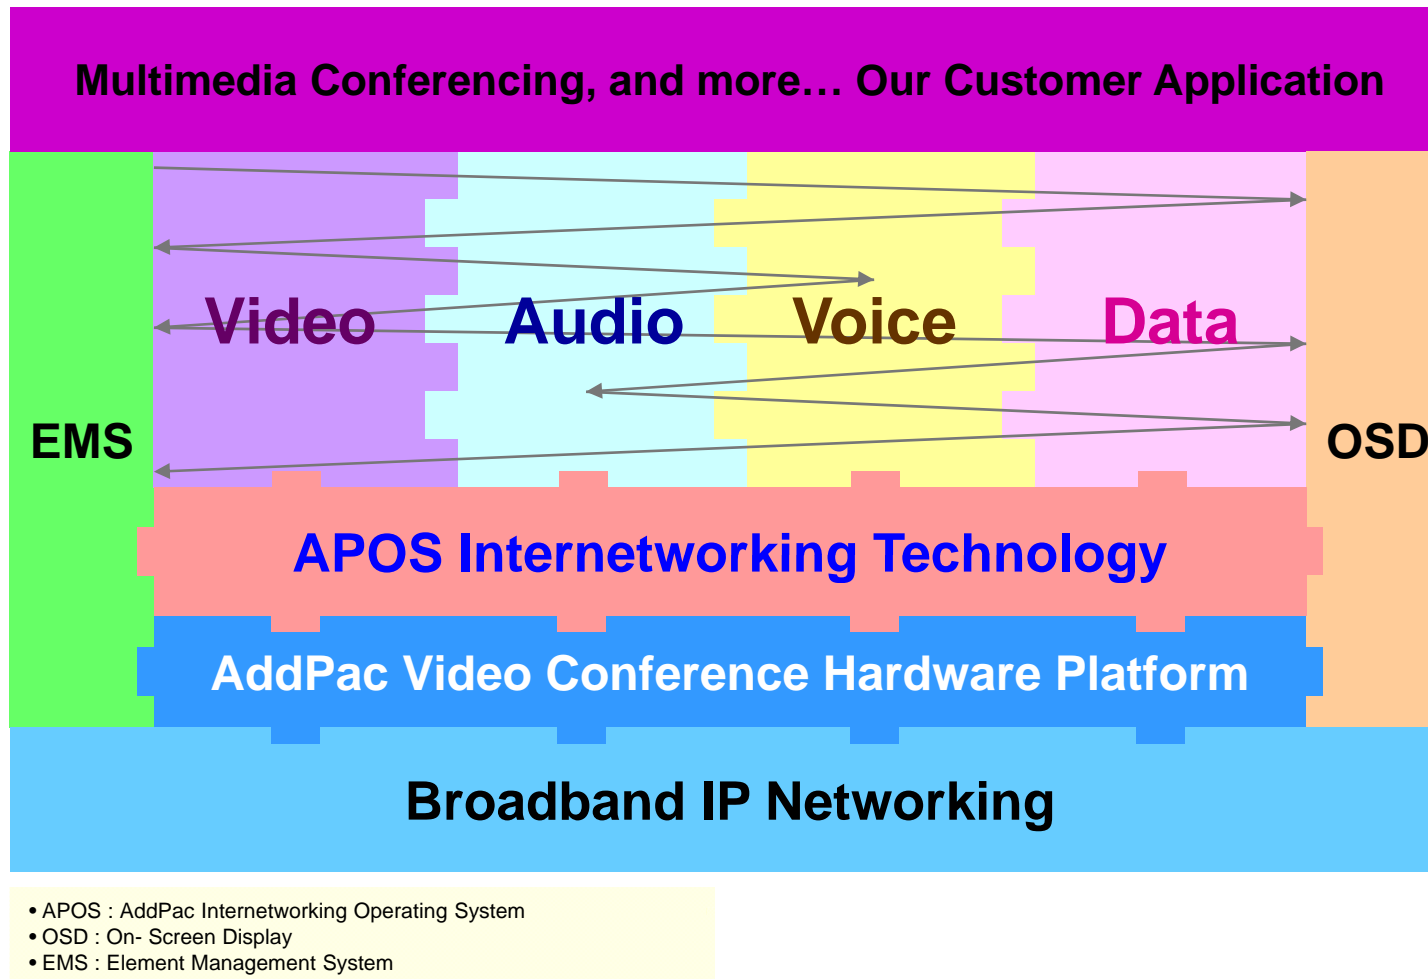 Multimedia Conferencing, and more… Our Customer Application
Video Audio Voice Data
EMS
OSD
APOS Internetworking Technology
AddPac Video Conference Hardware Platform
Broadband IP Networking
• APOS : AddPac Internetworking Operating System
• OSD : On- Screen Display
• EMS : Element Management System